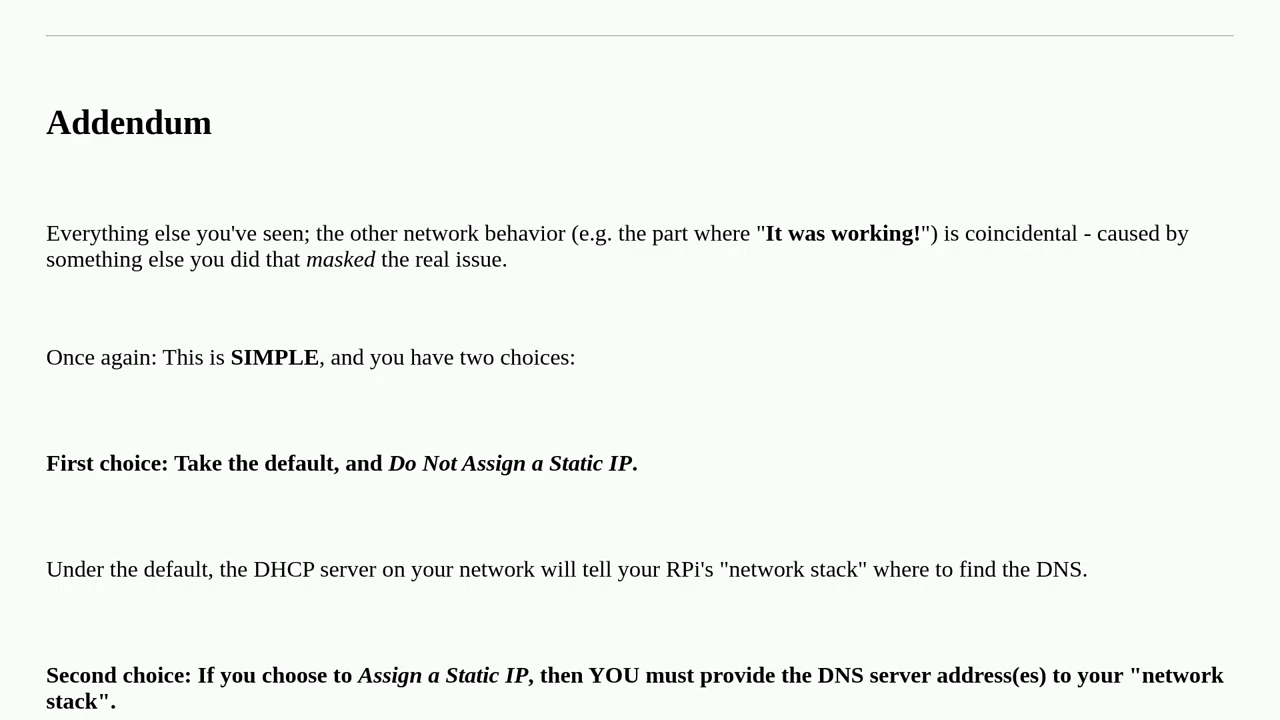 Addendum
Everything else you've seen; the other network behavior (e.g. the part where "It was working!") is coincidental - caused by
something else you did that masked the real issue.
Once again: This is SIMPLE, and you have two choices:
First choice: Take the default, and Do Not Assign a Static IP.
Under the default, the DHCP server on your network will tell your RPi's "network stack" where to find the DNS.
Second choice: If you choose to Assign a Static IP, then YOU must provide the DNS server address(es) to your "network
stack".